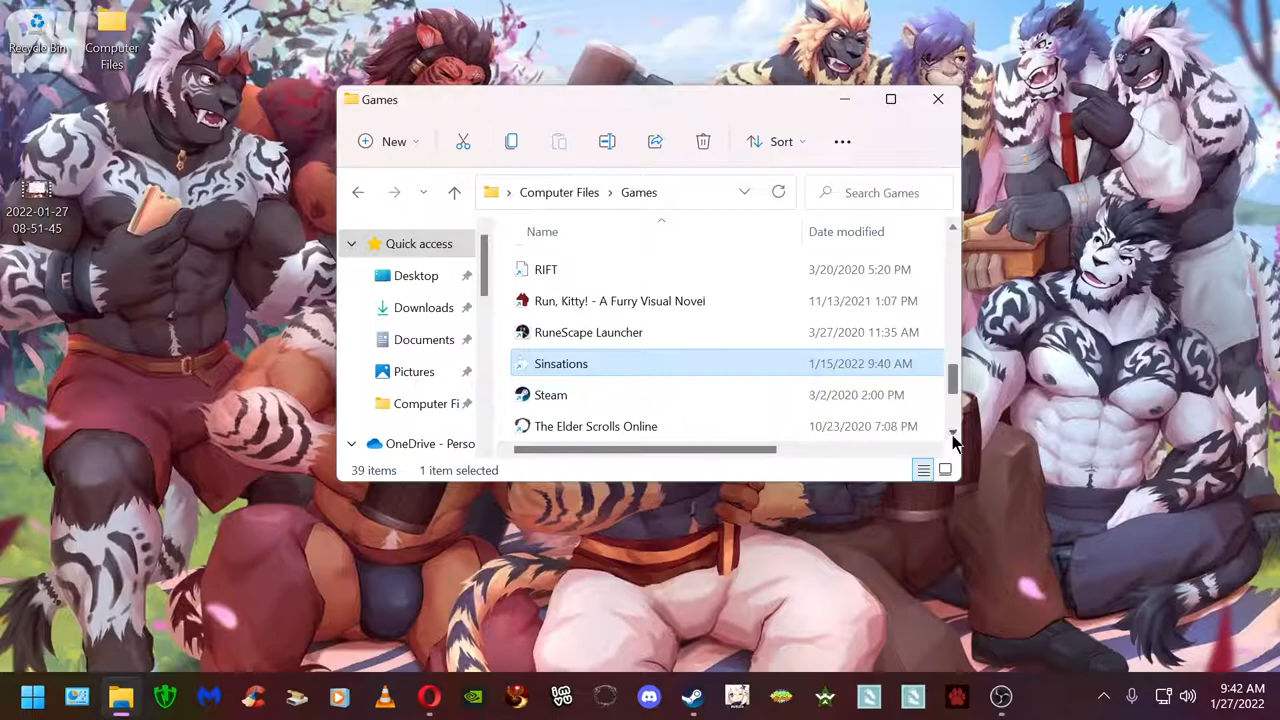 Recycle Bin
Computer Files
2022-01-27 08-51-45
Games
New
Sort
Computer Files
Games
Search Games
Quick access
Desktop
Downloads
Documents
Pictures
Computer Fi
OneDrive - Perso
Name Date modified
RIFT 3/20/2020 5:20 PM
Run, Kitty! - A Furry Visual Novel 11/13/2021 1:07 PM
RuneScape Launcher 3/27/2020 11:35 AM
Sinsations 1/15/2022 9:40 AM
Steam 8/2/2020 2:00 PM
The Elder Scrolls Online 10/23/2020 7:08 PM
39 items 1 item selected
9:42 AM
1/27/2022